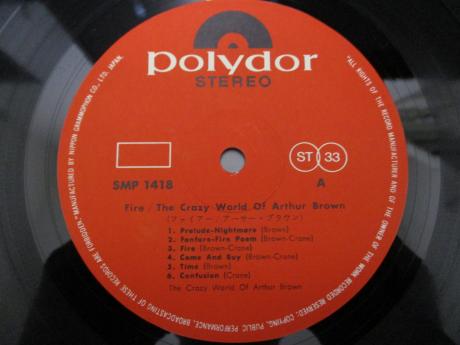 polydor
STEREO
ST 33
SMP 1418
A
Fire / The Crazy World Of Arthur Brown
(ファイアー / アーサー・ブラウン)
1. Prelude-Nightmare (Brown)
2. Fanfare-Fire Poem (Brown-Crane)
3. Fire (Brown-Crane)
4. Come And Buy (Brown-Crane)
5. Time (Brown)
6. Confusion (Crane)
The Crazy World Of Arthur Brown
"ALL RIGHTS OF THE RECORD MANUFACTURER AND OF THE OWNER OF THE WORK RECORDED RESERVED; COPYING, PUBLIC PERFORMANCE, BROADCASTING OF THESE RECORDS ARE FORBIDDEN."
MANUFACTURED BY NIPPON GRAMMOPHON CO., LTD. JAPAN.